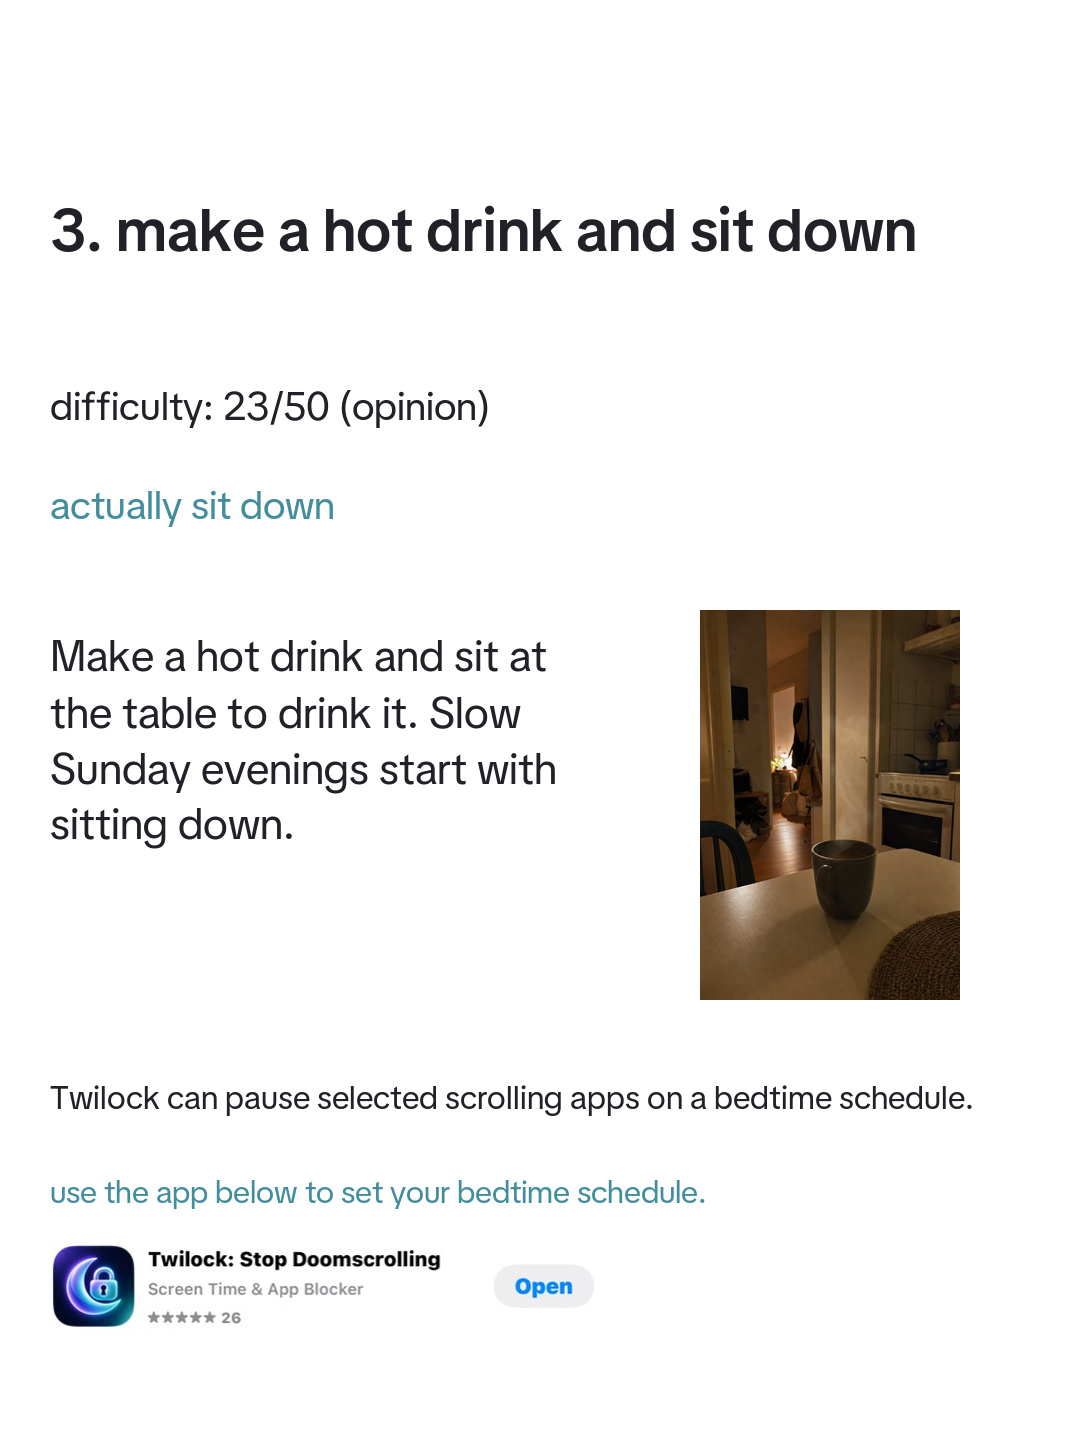 3. make a hot drink and sit down
difficulty: 23/50 (opinion)
actually sit down
Make a hot drink and sit at
the table to drink it. Slow
Sunday evenings start with
sitting down.
Twilock can pause selected scrolling apps on a bedtime schedule.
use the app below to set your bedtime schedule.
Twilock: Stop Doomscrolling
Screen Time & App Blocker
★★★★★ 26
Open